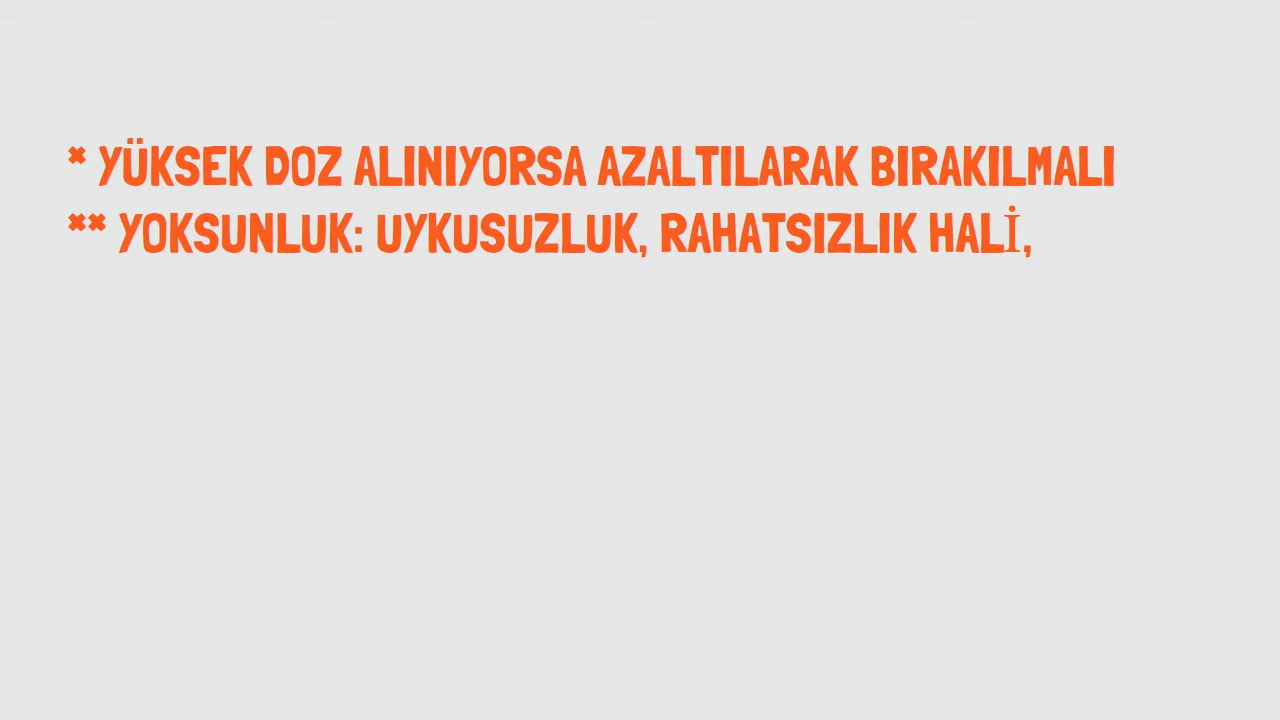 * YÜKSEK DOZ ALINIYORSA AZALTILARAK BIRAKILMALI
** YOKSUNLUK: UYKUSUZLUK, RAHATSIZLIK HALİ,